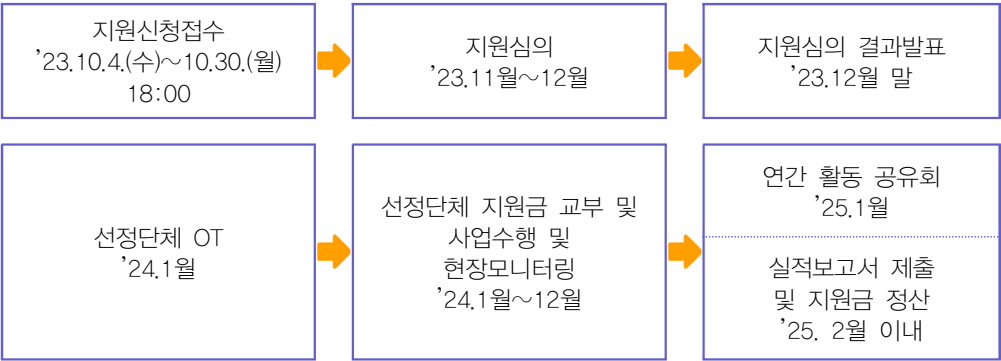 지원신청접수
’23.10.4.(수)~10.30.(월)
18:00
지원심의
’23.11월~12월
지원심의 결과발표
’23.12월 말
선정단체 OT
’24.1월
선정단체 지원금 교부 및
사업수행 및
현장모니터링
’24.1월~12월
연간 활동 공유회
’25.1월
실적보고서 제출
및 지원금 정산
’25. 2월 이내